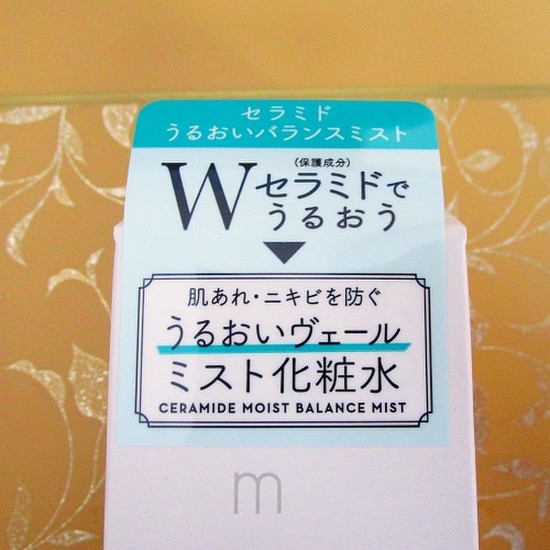 セラミド
うるおいバランスミスト
(保護成分)
Wセラミドで
うるおう
肌あれ・ニキビを防ぐ
うるおいヴェール
ミスト化粧水
CERAMIDE MOIST BALANCE MIST
m